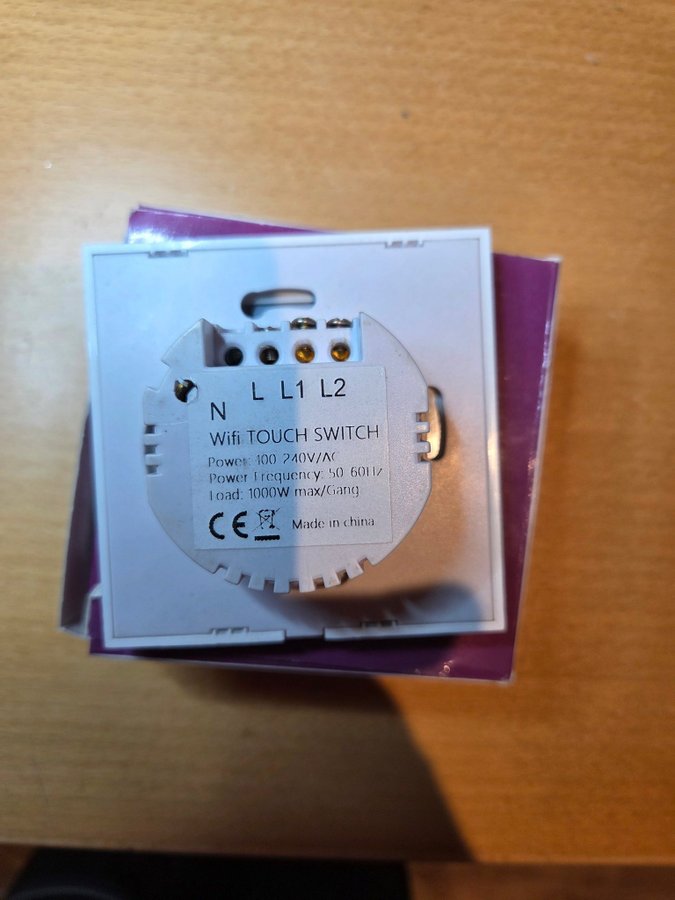 L L1 L2
N
Wifi TOUCH SWITCH
Power: 100-240V/AC
Power Frequency: 50-60Hz
Load: 1000W max/Gang
CE Made in china